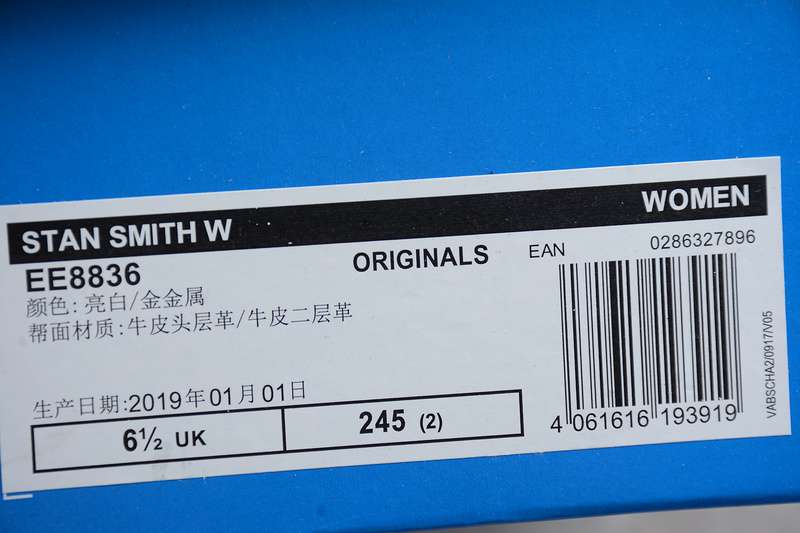 STAN SMITH W
WOMEN
EE8836
ORIGINALS
EAN
0286327896
颜色: 亮白/金金属
帮面材质: 牛皮头层革/牛皮二层革
生产日期:2019年01月01日
6½ UK
245 (2)
4 061616 193919
VABSCHA2/0917/V05